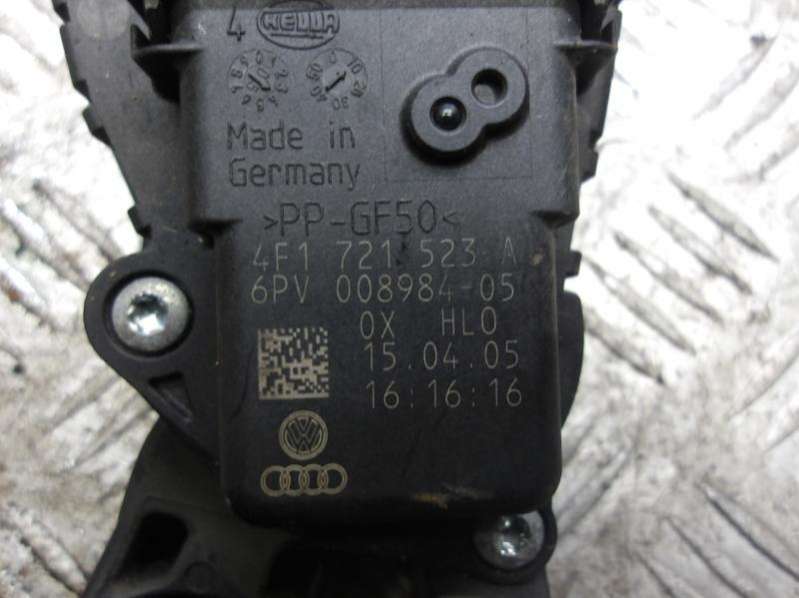 4 HELLA
Made in
Germany
>PP-GF50<
4F1 721 523 A
6PV 008984-05
0X HL0
15.04.05
16:16:16
VW